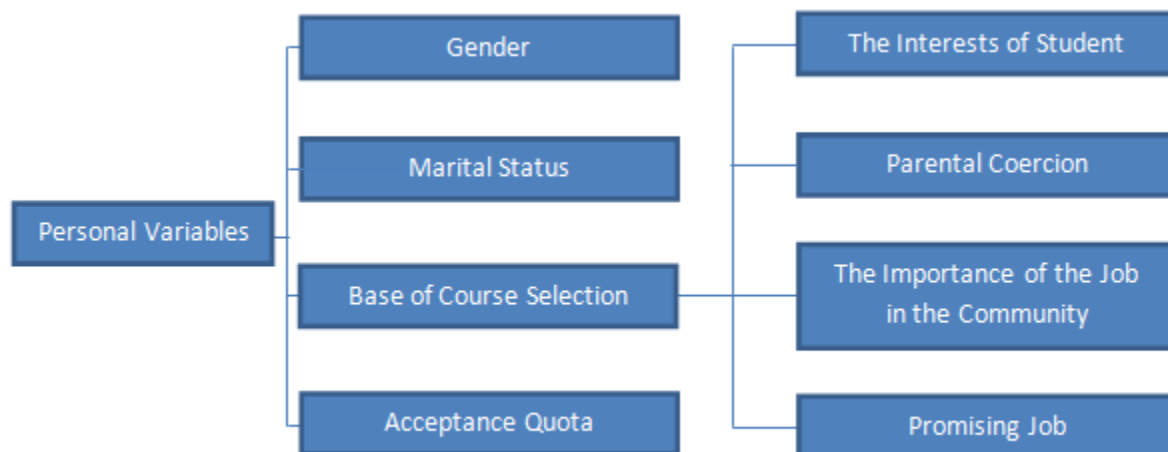 Personal Variables
Gender
Marital Status
Base of Course Selection
Acceptance Quota
The Interests of Student
Parental Coercion
The Importance of the Job
in the Community
Promising Job